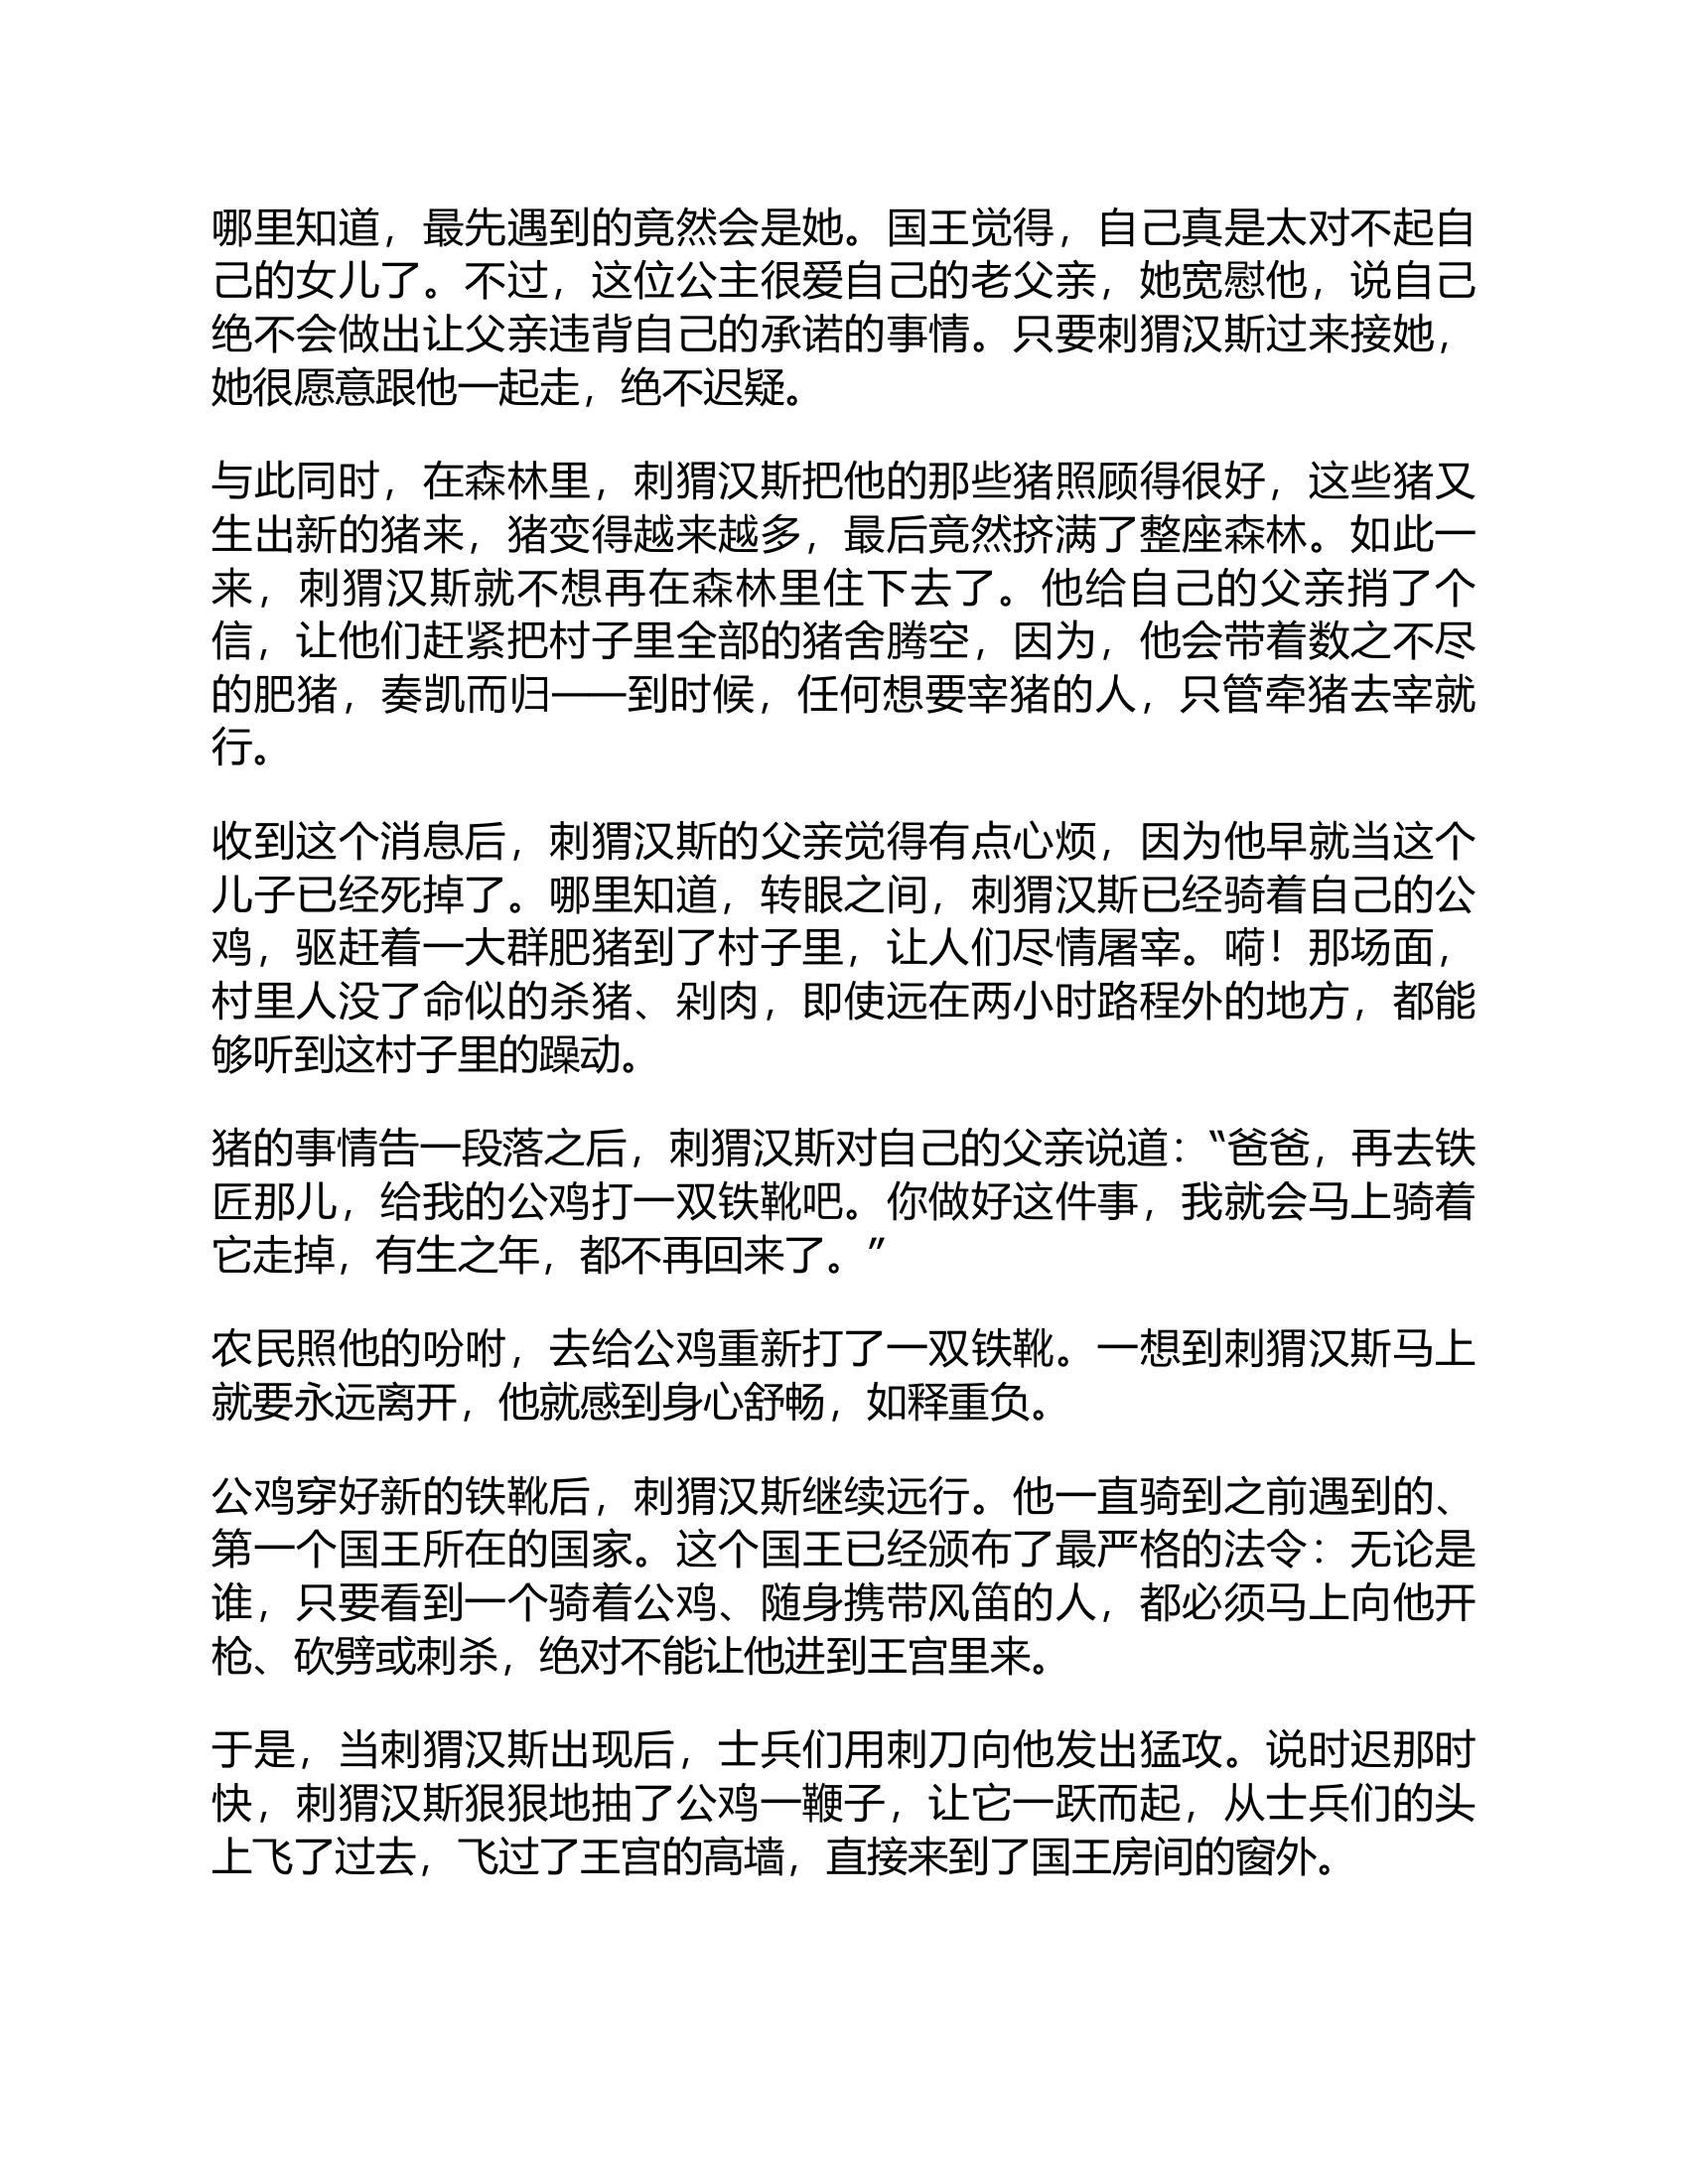 哪里知道，最先遇到的竟然会是她。国王觉得，自己真是太对不起自
己的女儿了。不过，这位公主很爱自己的老父亲，她宽慰他，说自己
绝不会做出让父亲违背自己的承诺的事情。只要刺猬汉斯过来接她，
她很愿意跟他一起走，绝不迟疑。
与此同时，在森林里，刺猬汉斯把他的那些猪照顾得很好，这些猪又
生出新的猪来，猪变得越来越多，最后竟然挤满了整座森林。如此一
来，刺猬汉斯就不想再在森林里住下去了。他给自己的父亲捎了个
信，让他们赶紧把村子里全部的猪舍腾空，因为，他会带着数之不尽
的肥猪，奏凯而归——到时候，任何想要宰猪的人，只管牵猪去宰就
行。
收到这个消息后，刺猬汉斯的父亲觉得有点心烦，因为他早就当这个
儿子已经死掉了。哪里知道，转眼之间，刺猬汉斯已经骑着自己的公
鸡，驱赶着一大群肥猪到了村子里，让人们尽情屠宰。嗬！那场面，
村里人没了命似的杀猪、剁肉，即使远在两小时路程外的地方，都能
够听到这村子里的躁动。
猪的事情告一段落之后，刺猬汉斯对自己的父亲说道：“爸爸，再去铁
匠那儿，给我的公鸡打一双铁靴吧。你做好这件事，我就会马上骑着
它走掉，有生之年，都不再回来了。”
农民照他的吩咐，去给公鸡重新打了一双铁靴。一想到刺猬汉斯马上
就要永远离开，他就感到身心舒畅，如释重负。
公鸡穿好新的铁靴后，刺猬汉斯继续远行。他一直骑到之前遇到的、
第一个国王所在的国家。这个国王已经颁布了最严格的法令：无论是
谁，只要看到一个骑着公鸡、随身携带风笛的人，都必须马上向他开
枪、砍劈或刺杀，绝对不能让他进到王宫里来。
于是，当刺猬汉斯出现后，士兵们用刺刀向他发出猛攻。说时迟那时
快，刺猬汉斯狠狠地抽了公鸡一鞭子，让它一跃而起，从士兵们的头
上飞了过去，飞过了王宫的高墙，直接来到了国王房间的窗外。